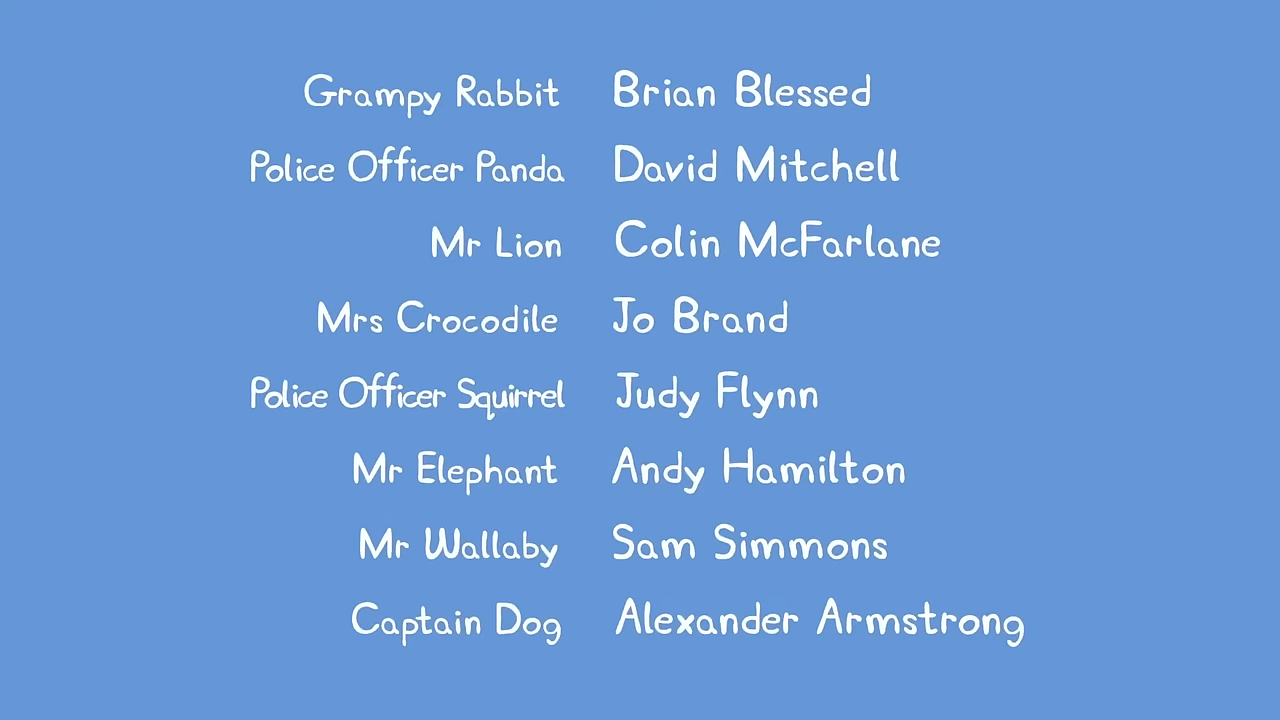 Grampy Rabbit Brian Blessed
Police Officer Panda David Mitchell
Mr Lion Colin McFarlane
Mrs Crocodile Jo Brand
Police Officer Squirrel Judy Flynn
Mr Elephant Andy Hamilton
Mr Wallaby Sam Simmons
Captain Dog Alexander Armstrong